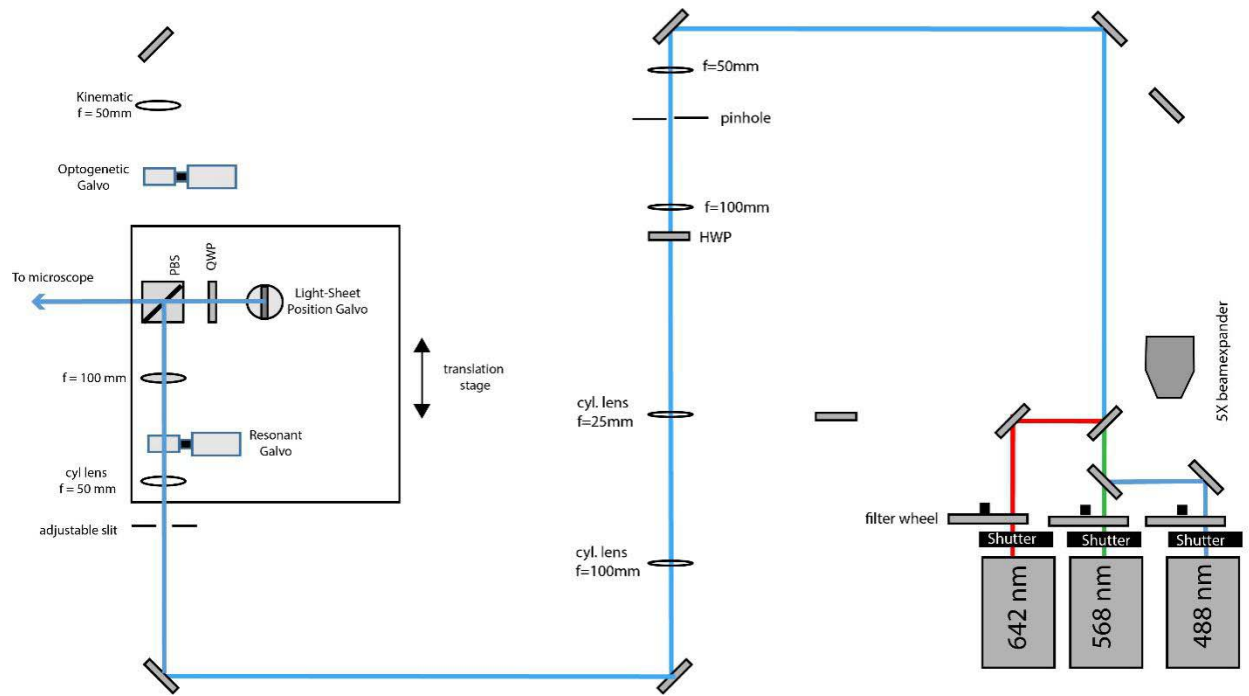 Kinematic
f = 50mm
Optogenetic
Galvo
To microscope
PBS
QWP
Light-Sheet
Position Galvo
f = 100 mm
translation
stage
Resonant
Galvo
cyl lens
f = 50 mm
adjustable slit
f=50mm
pinhole
f=100mm
HWP
cyl. lens
f=25mm
cyl. lens
f=100mm
5X beamexpander
filter wheel
Shutter
Shutter
Shutter
642 nm
568 nm
488 nm